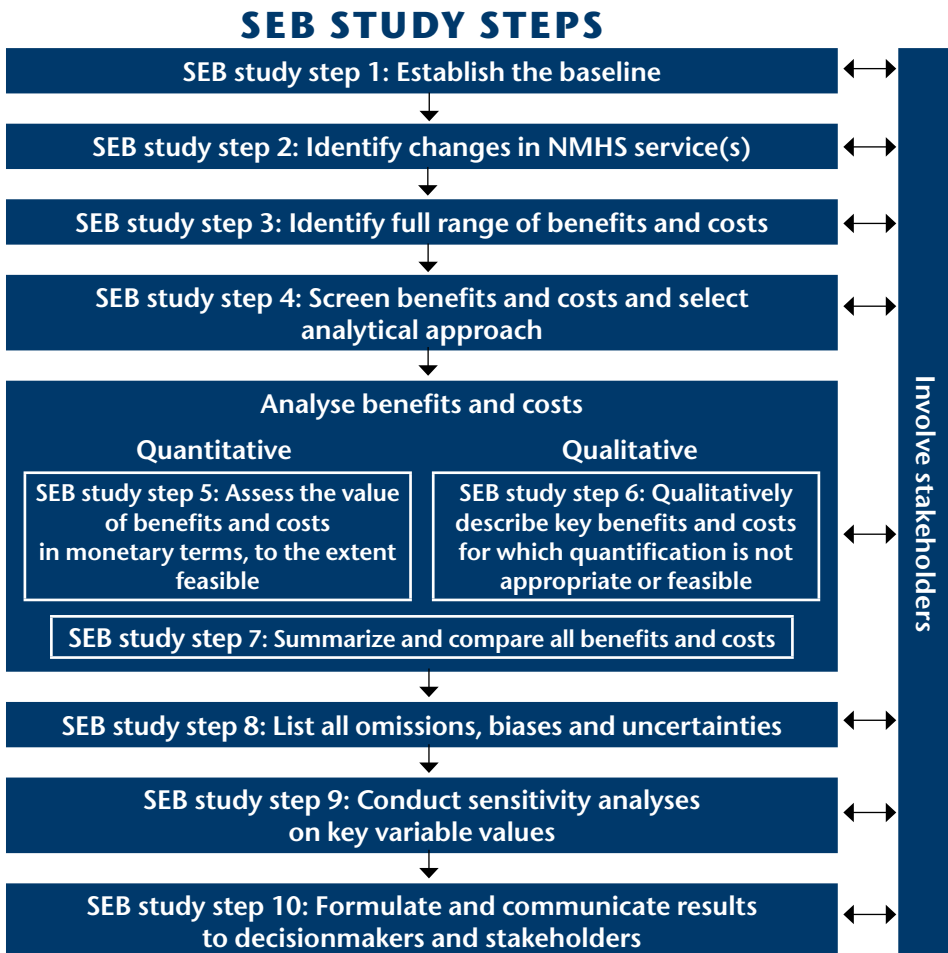 SEB STUDY STEPS
SEB study step 1: Establish the baseline
SEB study step 2: Identify changes in NMHS service(s)
SEB study step 3: Identify full range of benefits and costs
SEB study step 4: Screen benefits and costs and select
analytical approach
Analyse benefits and costs
Quantitative
SEB study step 5: Assess the value
of benefits and costs
in monetary terms, to the extent
feasible
Qualitative
SEB study step 6: Qualitatively
describe key benefits and costs
for which quantification is not
appropriate or feasible
SEB study step 7: Summarize and compare all benefits and costs
SEB study step 8: List all omissions, biases and uncertainties
SEB study step 9: Conduct sensitivity analyses
on key variable values
SEB study step 10: Formulate and communicate results
to decisionmakers and stakeholders
Involve stakeholders